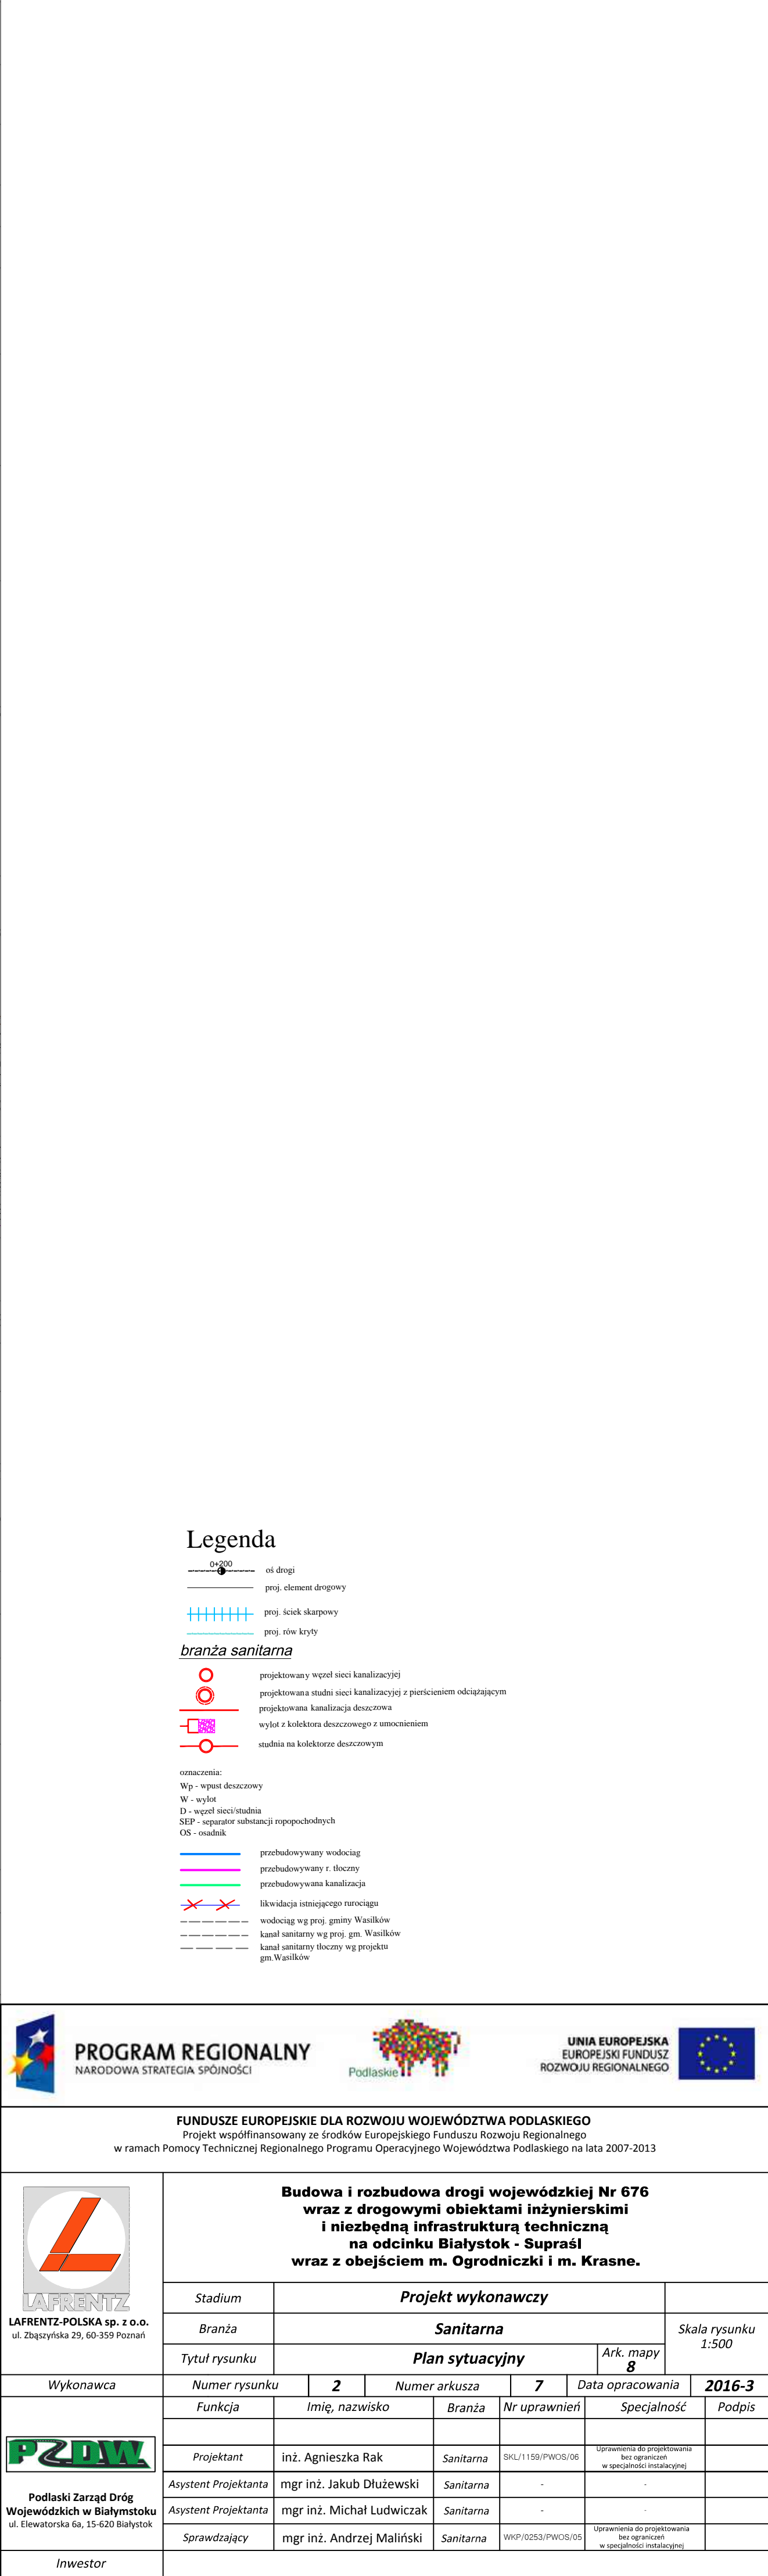 Legenda
0+200
oś drogi
proj. element drogowy
proj. ściek skarpowy
proj. rów kryty
branża sanitarna
projektowany węzeł sieci kanalizacyjej
projektowana studni sieci kanalizacyjej z pierścieniem odciążającym
projektowana kanalizacja deszczowa
wylot z kolektora deszczowego z umocnieniem
studnia na kolektorze deszczowym
oznaczenia:
Wp - wpust deszczowy
W - wylot
D - węzeł sieci/studnia
SEP - separator substancji ropopochodnych
OS - osadnik
przebudowywany wodociag
przebudowywany r. tłoczny
przebudowywana kanalizacja
likwidacja istniejącego rurociągu
wodociąg wg proj. gminy Wasilków
kanał sanitarny wg proj. gm. Wasilków
kanał sanitarny tłoczny wg projektu
gm.Wasilków
PROGRAM REGIONALNY
NARODOWA STRATEGIA SPÓJNOŚCI
Podlaskie
UNIA EUROPEJSKA
EUROPEJSKI FUNDUSZ
ROZWOJU REGIONALNEGO
FUNDUSZE EUROPEJSKIE DLA ROZWOJU WOJEWÓDZTWA PODLASKIEGO
Projekt współfinansowany ze środków Europejskiego Funduszu Rozwoju Regionalnego
w ramach Pomocy Technicznej Regionalnego Programu Operacyjnego Województwa Podlaskiego na lata 2007-2013
LAFRENTZ
LAFRENTZ-POLSKA sp. z o.o.
ul. Zbąszyńska 29, 60-359 Poznań
Budowa i rozbudowa drogi wojewódzkiej Nr 676
wraz z drogowymi obiektami inżynierskimi
i niezbędną infrastrukturą techniczną
na odcinku Białystok - Supraśl
wraz z obejściem m. Ogrodniczki i m. Krasne.
Stadium Projekt wykonawczy
Branża Sanitarna
Skala rysunku
1:500
Tytuł rysunku Plan sytuacyjny
Ark. mapy
8
Wykonawca Numer rysunku 2 Numer arkusza 7 Data opracowania 2016-3
Funkcja Imię, nazwisko Branża Nr uprawnień Specjalność Podpis
Projektant inż. Agnieszka Rak Sanitarna SKL/1159/PWOS/06
Uprawnienia do projektowania
bez ograniczeń
w specjalności instalacyjnej
Asystent Projektanta mgr inż. Jakub Dłużewski Sanitarna - -
Asystent Projektanta mgr inż. Michał Ludwiczak Sanitarna - -
Sprawdzający mgr inż. Andrzej Maliński Sanitarna WKP/0253/PWOS/05
Uprawnienia do projektowania
bez ograniczeń
w specjalności instalacyjnej
PZDW
Podlaski Zarząd Dróg
Wojewódzkich w Białymstoku
ul. Elewatorska 6a, 15-620 Białystok
Inwestor